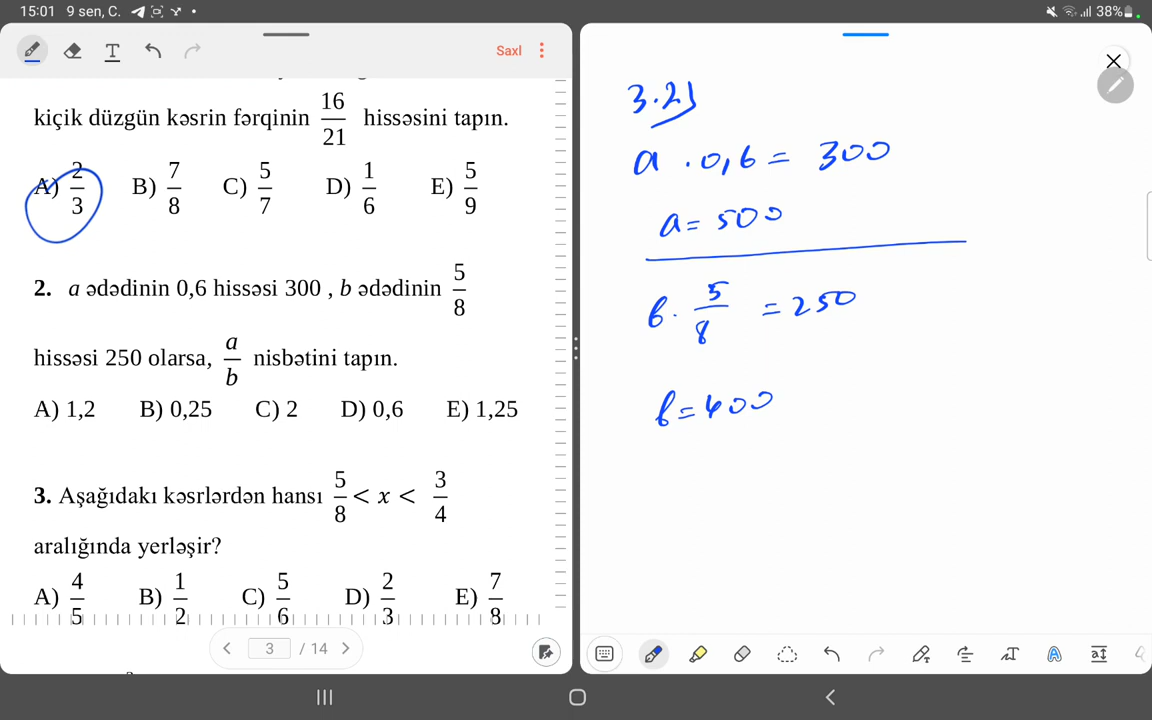 15:01 9 sen, C. 38%
Saxl
kiçik düzgün kəsrin fərqinin 16/21 hissəsini tapın.
A) 2/3 B) 7/8 C) 5/7 D) 1/6 E) 5/9
2. a ədədinin 0,6 hissəsi 300 , b ədədinin 5/8
hissəsi 250 olarsa, a/b nisbətini tapın.
A) 1,2 B) 0,25 C) 2 D) 0,6 E) 1,25
3. Aşağıdakı kəsrlərdən hansı 5/8 < x < 3/4
aralığında yerləşir?
A) 4/5 B) 1/2 C) 5/6 D) 2/3 E) 7/8
3 / 14
a . 0,6 = 300
a = 500
b . 5/8 = 250
b = 400